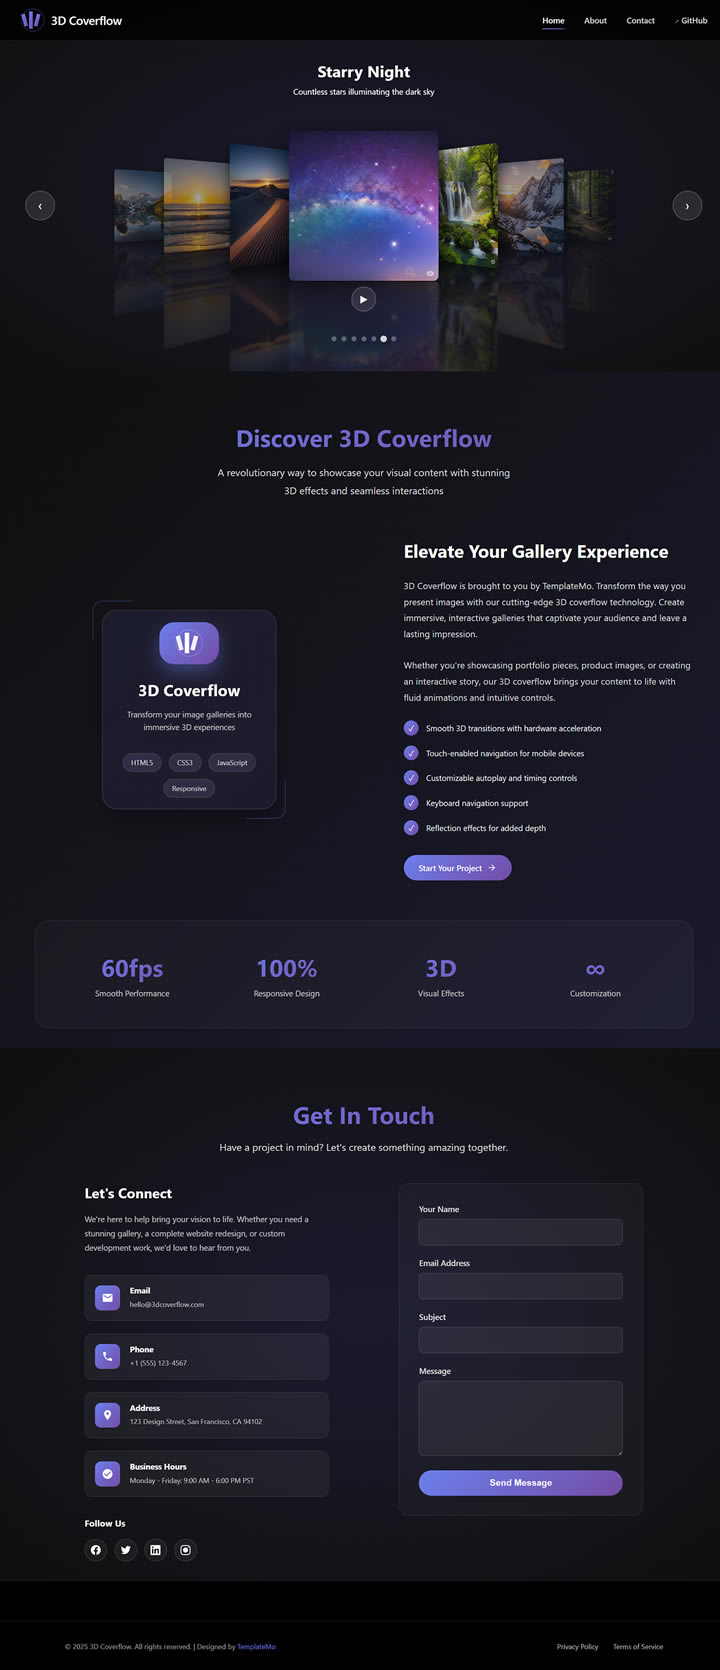 3D Coverflow
Home
About
Contact
GitHub
Starry Night
Countless stars illuminating the dark sky
Discover 3D Coverflow
A revolutionary way to showcase your visual content with stunning
3D effects and seamless interactions
3D Coverflow
Transform your image galleries into
immersive 3D experiences
HTML5
CSS3
JavaScript
Responsive
Elevate Your Gallery Experience
3D Coverflow is brought to you by TemplateMo. Transform the way you
present images with our cutting-edge 3D coverflow technology. Create
immersive, interactive galleries that captivate your audience and leave a
lasting impression.
Whether you're showcasing portfolio pieces, product images, or creating
an interactive story, our 3D coverflow brings your content to life with
fluid animations and intuitive controls.
✓ Smooth 3D transitions with hardware acceleration
✓ Touch-enabled navigation for mobile devices
✓ Customizable autoplay and timing controls
✓ Keyboard navigation support
✓ Reflection effects for added depth
Start Your Project →
60fps
Smooth Performance
100%
Responsive Design
3D
Visual Effects
∞
Customization
Get In Touch
Have a project in mind? Let's create something amazing together.
Let's Connect
We're here to help bring your vision to life. Whether you need a
stunning gallery, a complete website redesign, or custom
development work, we'd love to hear from you.
Email
hello@3dcoverflow.com
Phone
+1 (555) 123-4567
Address
123 Design Street, San Francisco, CA 94102
Business Hours
Monday - Friday: 9:00 AM - 6:00 PM PST
Follow Us
Your Name
Email Address
Subject
Message
Send Message
© 2025 3D Coverflow. All rights reserved. | Designed by TemplateMo
Privacy Policy
Terms of Service